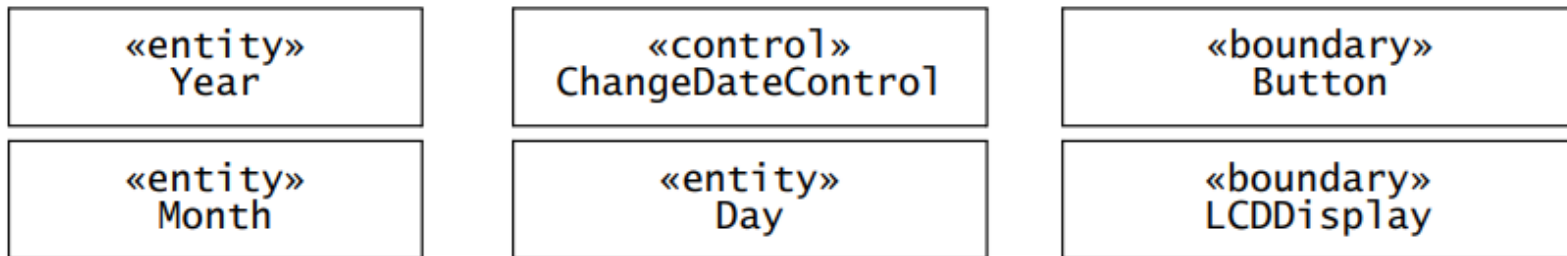 «entity»
Year
«control»
ChangeDateControl
«boundary»
Button
«entity»
Month
«entity»
Day
«boundary»
LCDDisplay